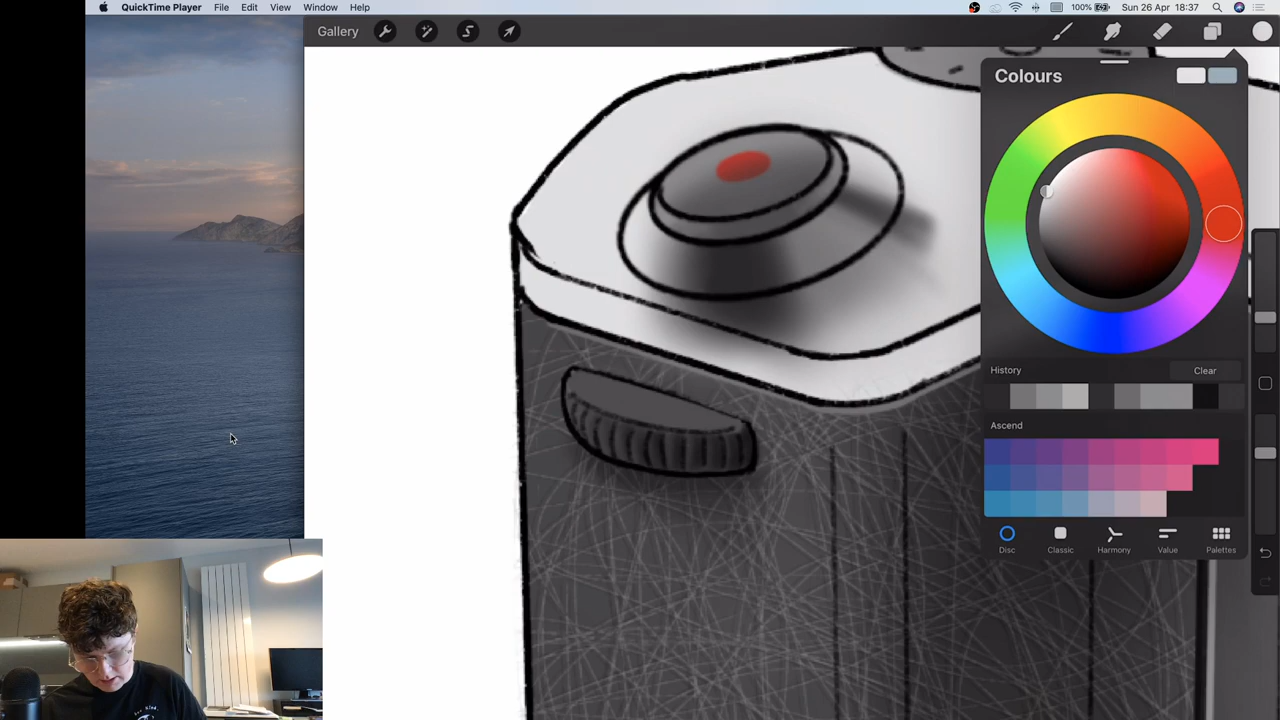 QuickTime Player File Edit View Window Help 100% Sun 26 Apr 18:37
Gallery
Colours
History Clear
Ascend
Disc Classic Harmony Value Palettes